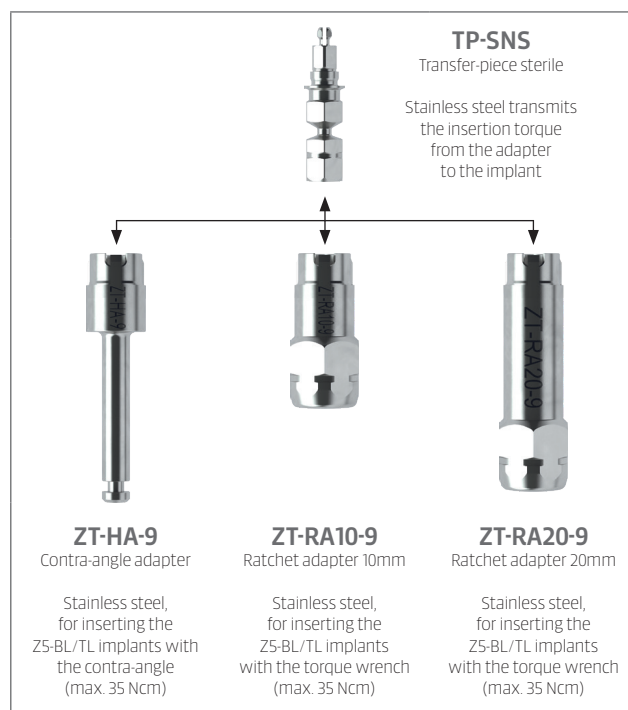 TP-SNS
Transfer-piece sterile
Stainless steel transmits
the insertion torque
from the adapter
to the implant
ZT-HA-9
ZT-RA10-9
ZT-RA20-9
ZT-HA-9
Contra-angle adapter
Stainless steel,
for inserting the
Z5-BL/TL implants with
the contra-angle
(max. 35 Ncm)
ZT-RA10-9
Ratchet adapter 10mm
Stainless steel,
for inserting the
Z5-BL/TL implants
with the torque wrench
(max. 35 Ncm)
ZT-RA20-9
Ratchet adapter 20mm
Stainless steel,
for inserting the
Z5-BL/TL implants
with the torque wrench
(max. 35 Ncm)